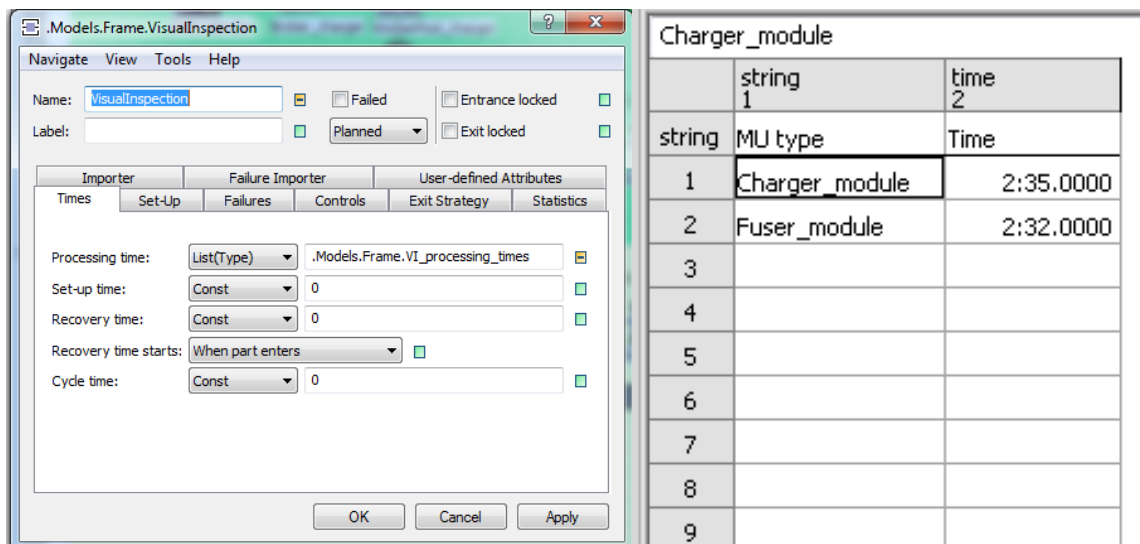 .Models.Frame.VisualInspection
?
X
Navigate View Tools Help
Name: VisualInspection Failed Entrance locked
Label: Planned Exit locked
Importer Failure Importer User-defined Attributes
Times Set-Up Failures Controls Exit Strategy Statistics
Processing time: List(Type) .Models.Frame.VI_processing_times
Set-up time: Const 0
Recovery time: Const 0
Recovery time starts: When part enters
Cycle time: Const 0
OK Cancel Apply
Charger_module
string time
1 2
string MU type Time
1 Charger_module 2:35.0000
2 Fuser_module 2:32.0000
3
4
5
6
7
8
9